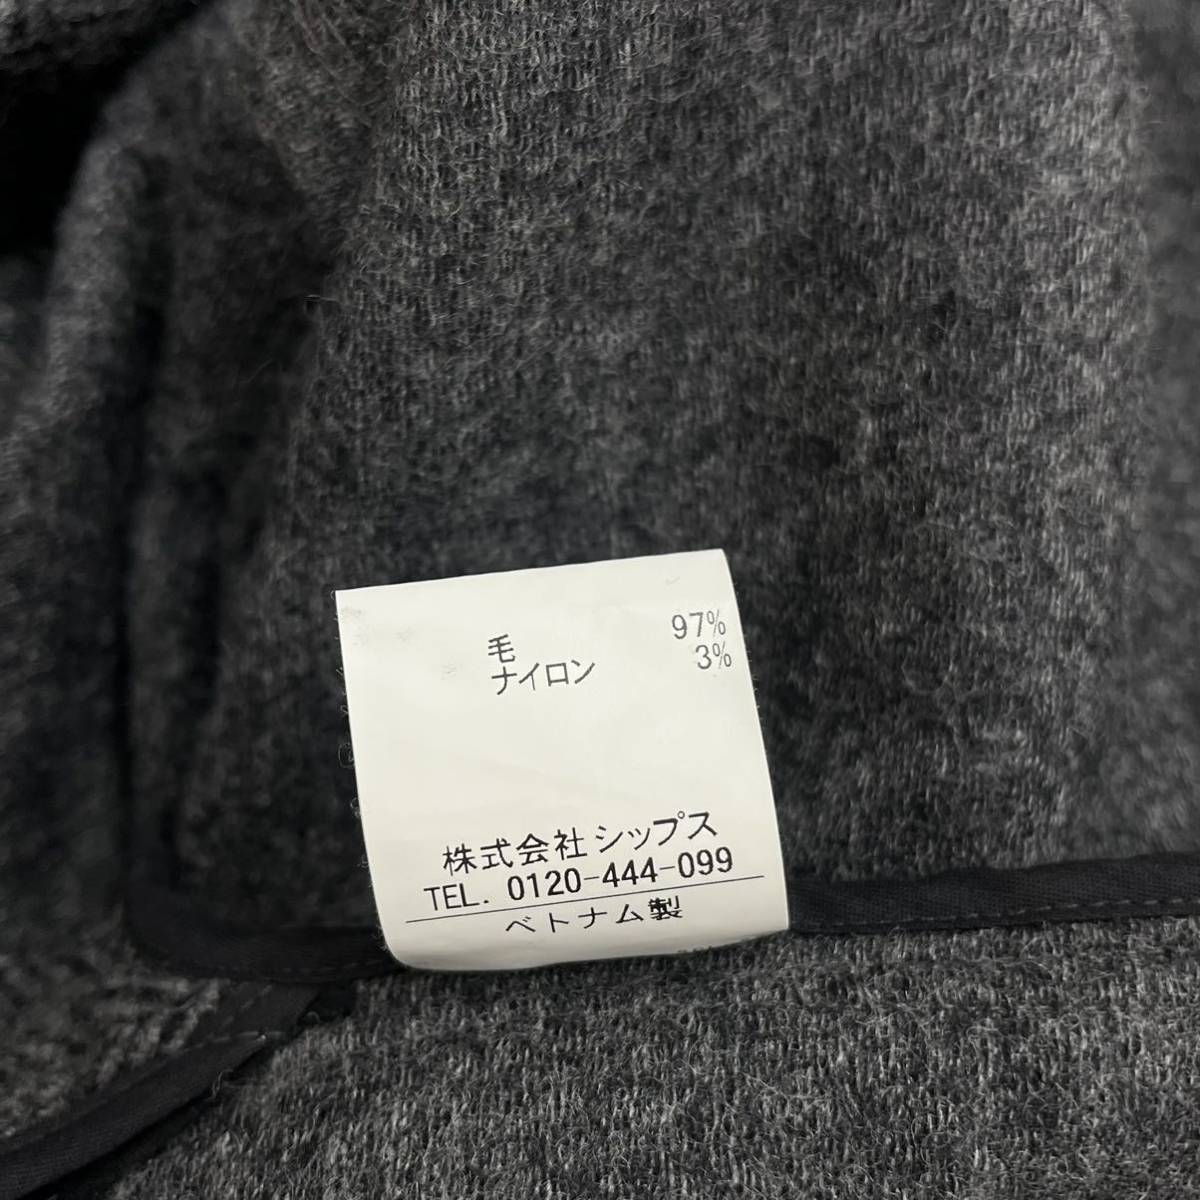 毛 97%
ナイロン 3%
株式会社シップス
TEL. 0120-444-099
ベトナム製